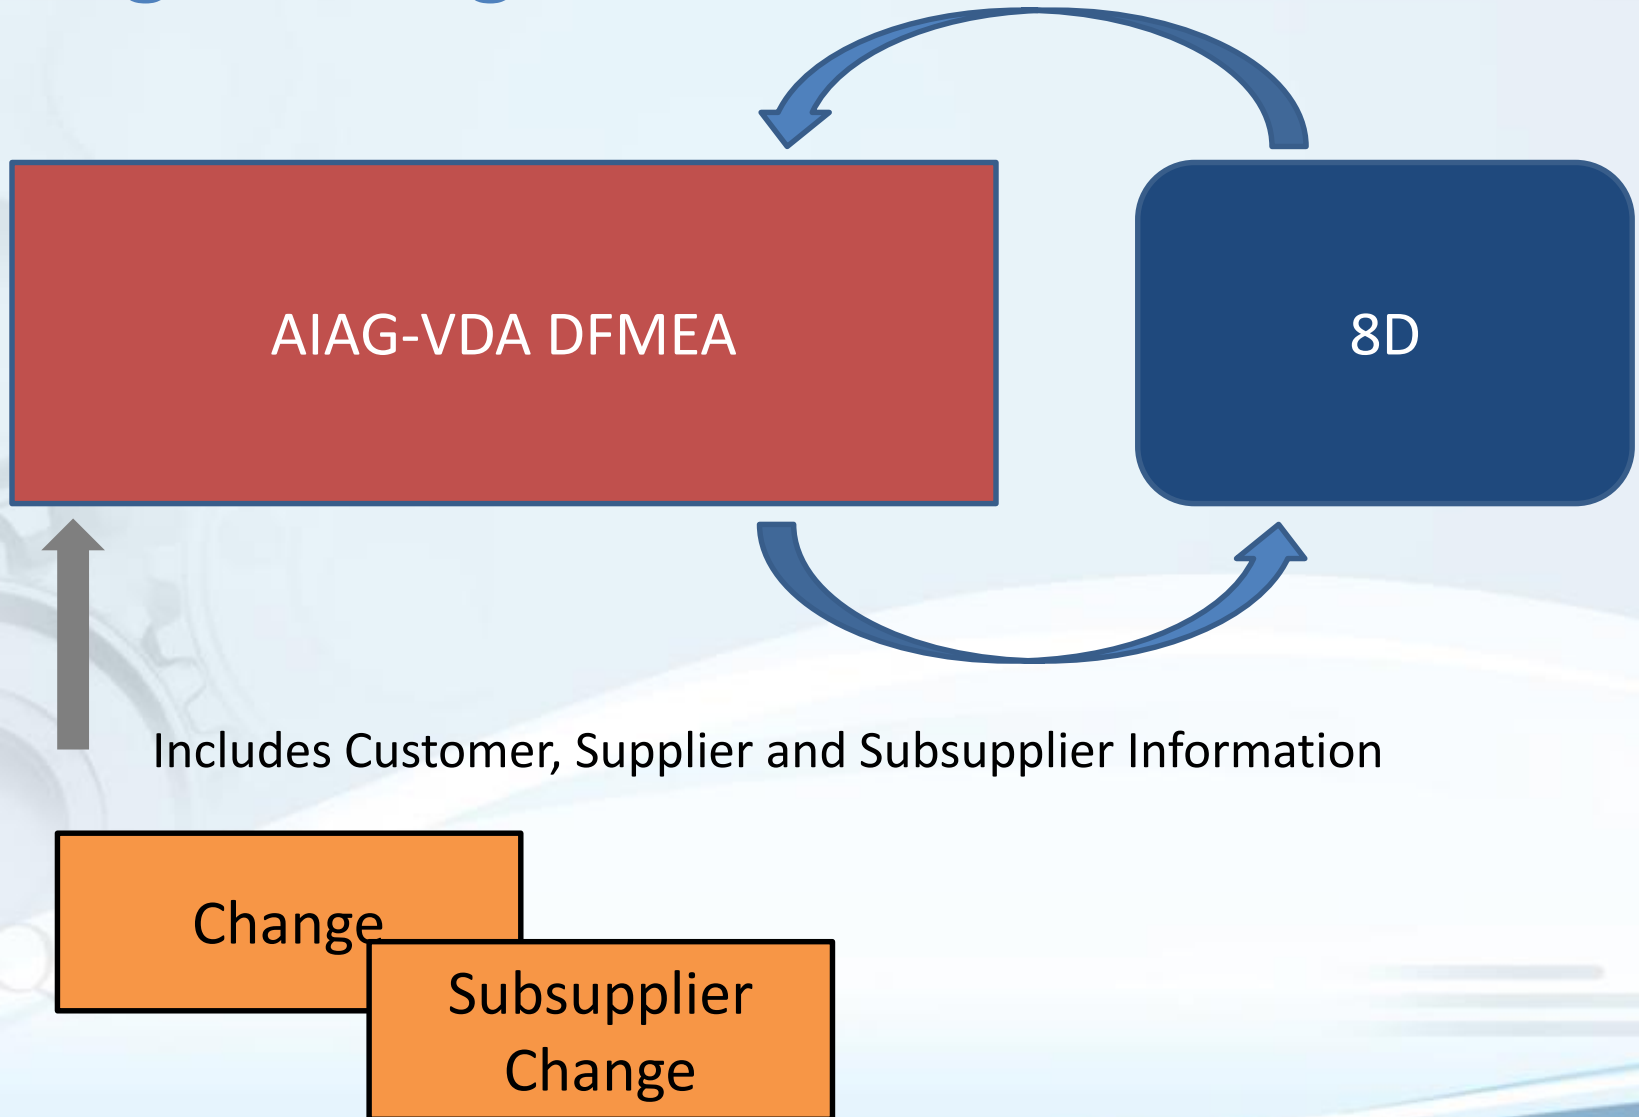 AIAG-VDA DFMEA
8D
Includes Customer, Supplier and Subsupplier Information
Change
Subsupplier
Change